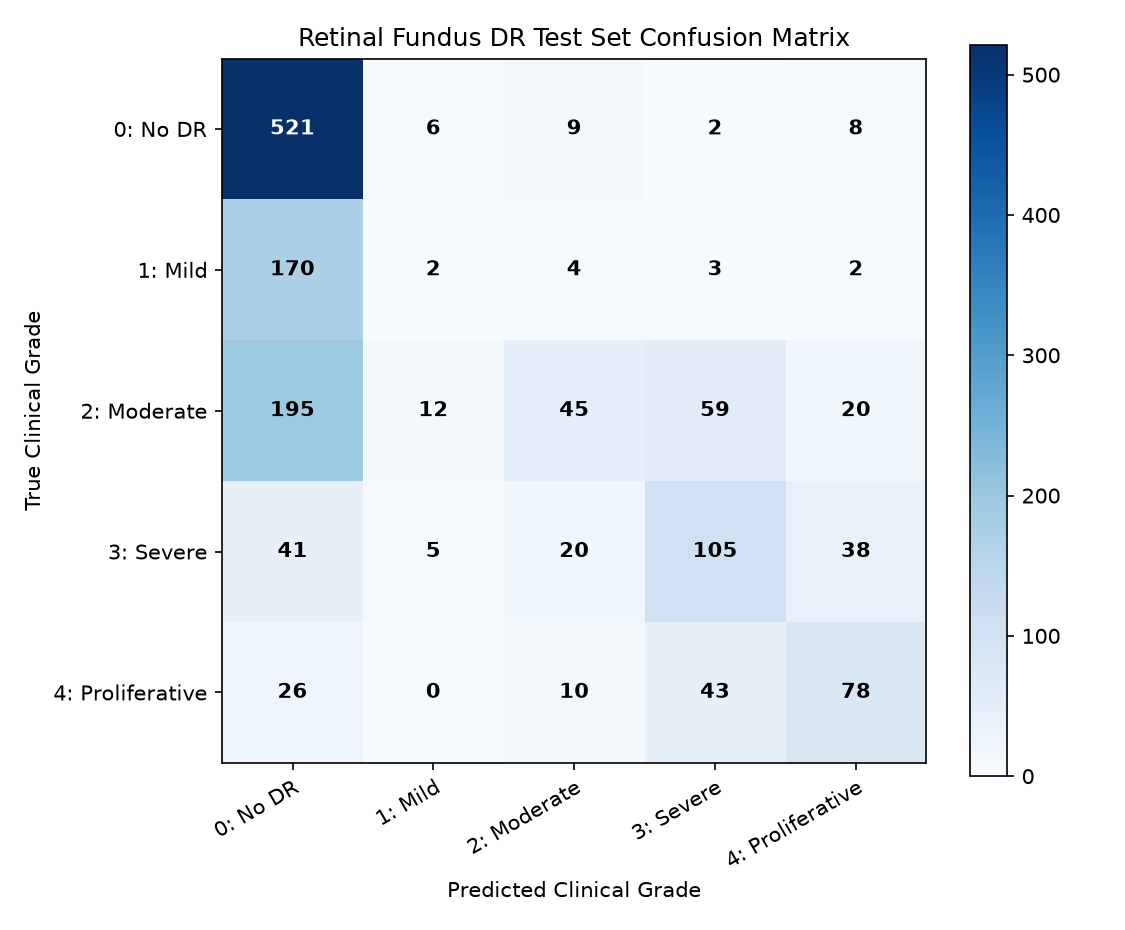 Retinal Fundus DR Test Set Confusion Matrix
True Clinical Grade
0: No DR 521 6 9 2 8
1: Mild 170 2 4 3 2
2: Moderate 195 12 45 59 20
3: Severe 41 5 20 105 38
4: Proliferative 26 0 10 43 78
0: No DR 1: Mild 2: Moderate 3: Severe 4: Proliferative
Predicted Clinical Grade
500
400
300
200
100
0